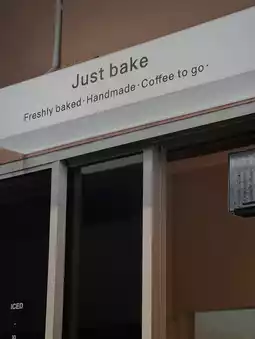 Just bake
Freshly baked · Handmade · Coffee to go ·
ICED